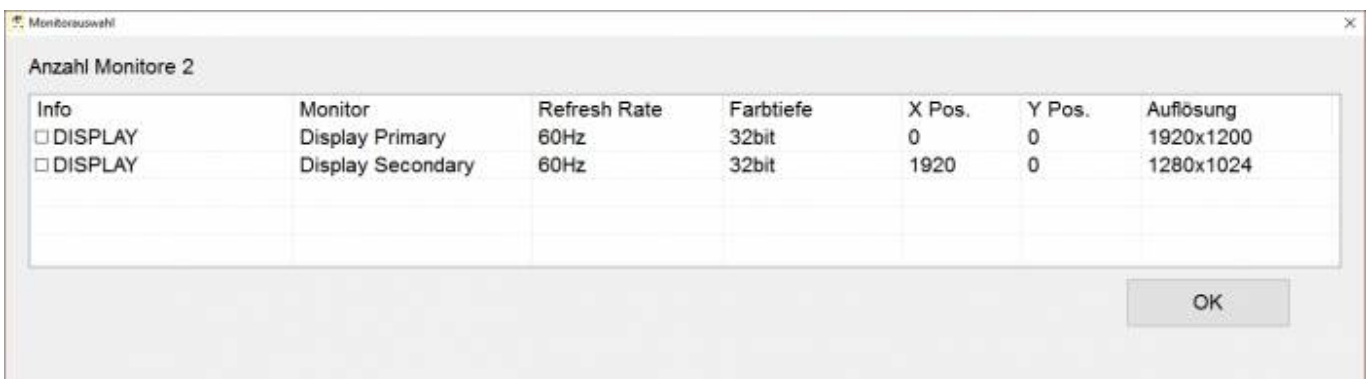 Monitorauswahl
Anzahl Monitore 2
Info Monitor Refresh Rate Farbtiefe X Pos. Y Pos. Auflösung
DISPLAY Display Primary 60Hz 32bit 0 0 1920x1200
DISPLAY Display Secondary 60Hz 32bit 1920 0 1280x1024
OK